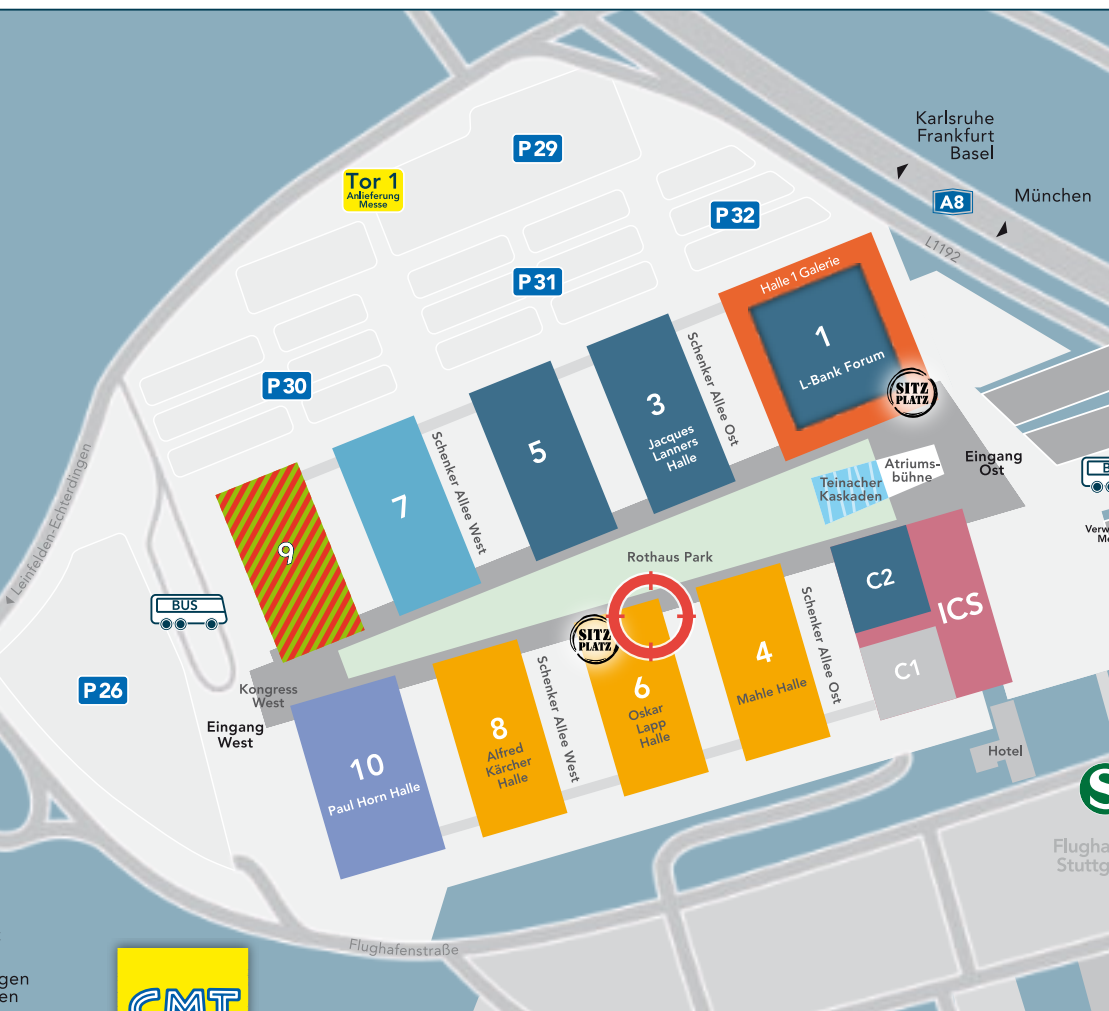 Karlsruhe
Frankfurt
Basel
A8
München
L1192
P29
Tor 1
Anlieferung
Messe
P32
P31
P30
Halle 1 Galerie
1
L-Bank Forum
SITZ
PLATZ
3
Jacques
Lanners
Halle
Schenker Allee Ost
5
7
Schenker Allee West
9
Leinfelden-Echterdingen
BUS
P26
Kongress
West
Eingang
West
Atriums-
bühne
Teinacher
Kaskaden
Eingang
Ost
Rothaus Park
SITZ
PLATZ
10
Paul Horn Halle
8
Alfred
Kärcher
Halle
Schenker Allee West
6
Oskar
Lapp
Halle
4
Mahle Halle
Schenker Allee Ost
C2
C1
ICS
Hotel
S
Flughafenstraße
CMT